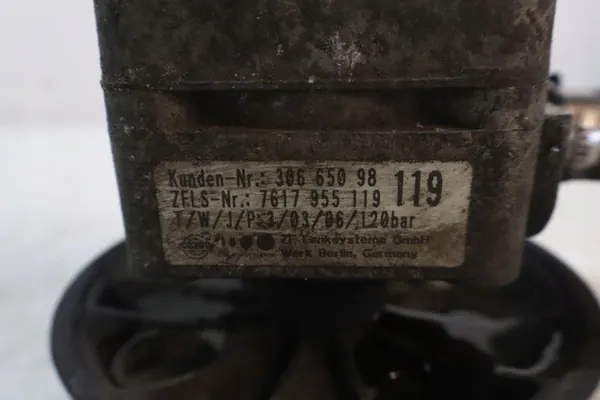 Kunden-Nr.: 306 650 98
ZFLS-Nr.: 7617 955 119 119
T/W/J/P:3/03/06/120bar
ZF Lenksysteme GmbH
Werk Berlin, Germany